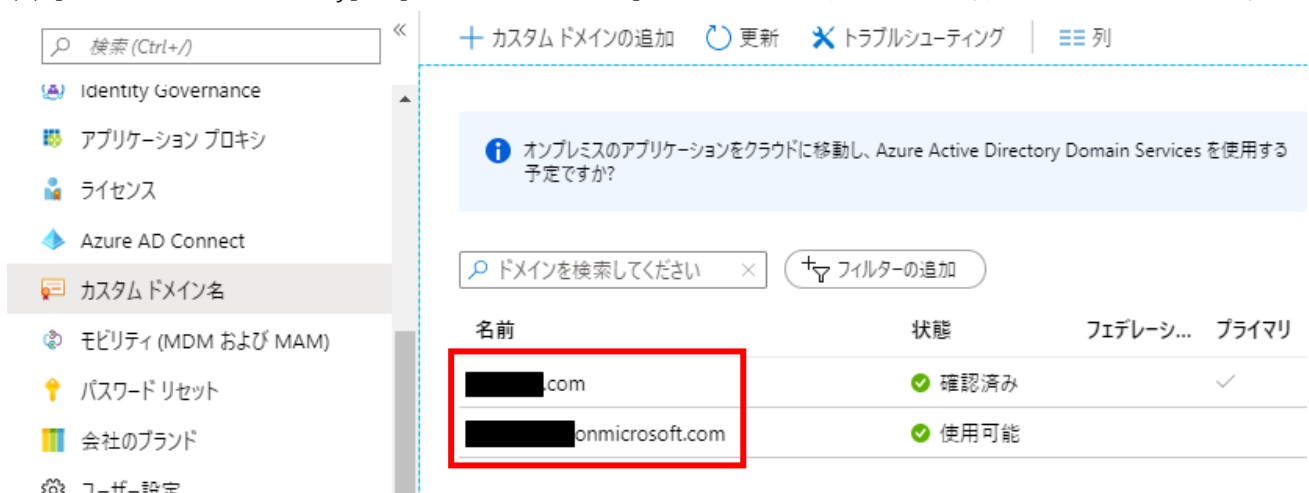 検索 (Ctrl+/)
Identity Governance
アプリケーション プロキシ
ライセンス
Azure AD Connect
カスタム ドメイン名
モビリティ (MDM および MAM)
パスワード リセット
会社のブランド
ユーザー設定
カスタム ドメインの追加 更新 トラブルシューティング 列
オンプレミスのアプリケーションをクラウドに移動し、Azure Active Directory Domain Services を使用する
予定ですか?
ドメインを検索してください フィルターの追加
名前 状態 フェデレーシ... プライマリ
.com 確認済み
onmicrosoft.com 使用可能